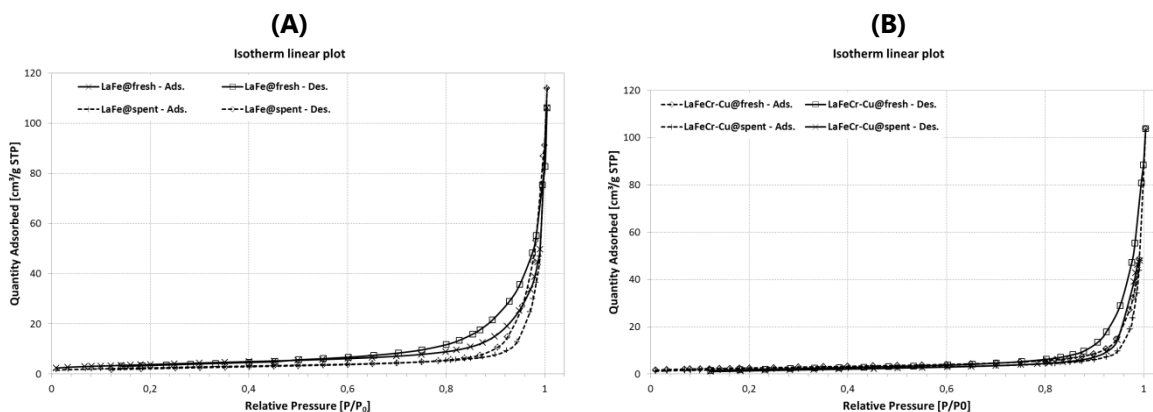 (A)
Isotherm linear plot
120
100
80
60
40
20
0
LaFe@fresh - Ads.
LaFe@fresh - Des.
LaFe@spent - Ads.
LaFe@spent - Des.
Quantity Adsorbed [cm³/g STP]
0,2 0,4 0,6 0,8 1
Relative Pressure [P/P₀]
(B)
Isotherm linear plot
120
100
80
60
40
20
0
LaFeCr-Cu@fresh - Ads.
LaFeCr-Cu@fresh - Des.
LaFeCr-Cu@spent - Ads.
LaFeCr-Cu@spent - Des.
Quantity Adsorbed [cm³/g STP]
0,2 0,4 0,6 0,8 1
Relative Pressure [P/P0]